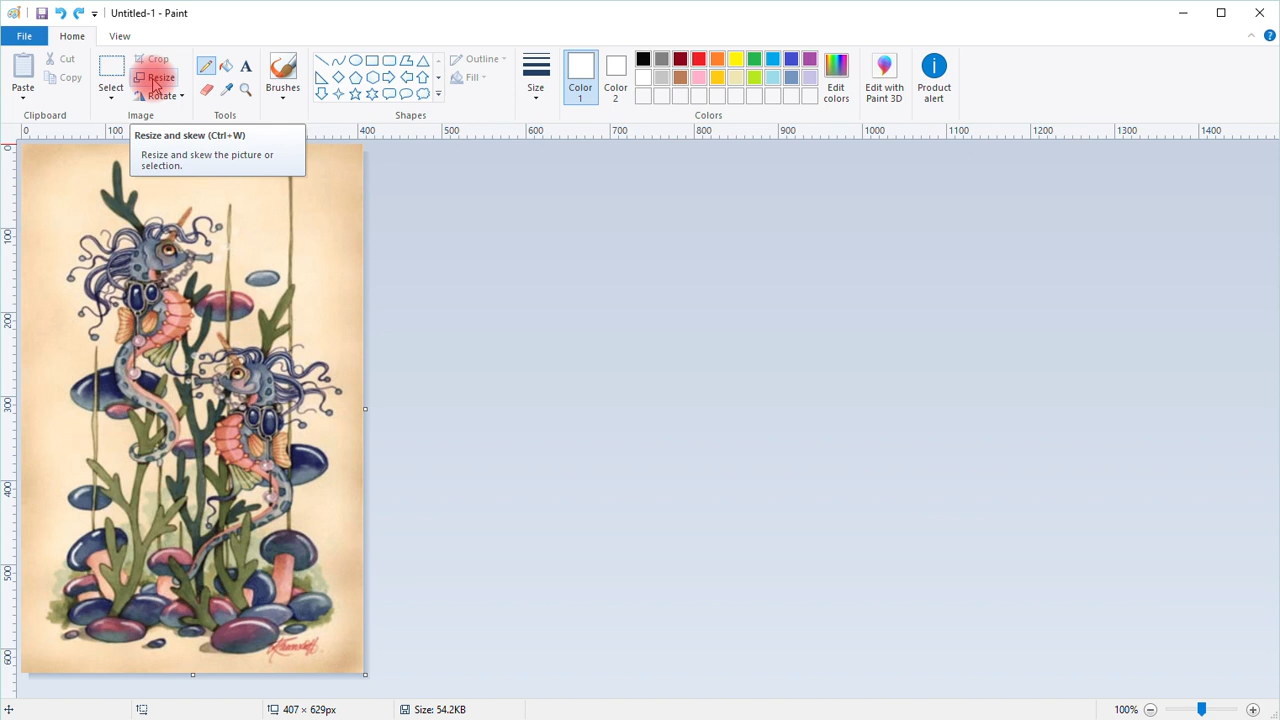 Untitled-1 - Paint
File
Home
View
Paste
Cut
Copy
Clipboard
Select
Crop
Resize
Rotate
Image
Tools
Brushes
Outline
Fill
Shapes
Size
Color 1
Color 2
Edit colors
Colors
Edit with Paint 3D
Product alert
0 100 400 500 600 700 800 900 1000 1100 1200 1300 1400
Resize and skew (Ctrl+W)
Resize and skew the picture or
selection.
0
100
200
300
400
500
600
407 × 629px
Size: 54.2KB
100%